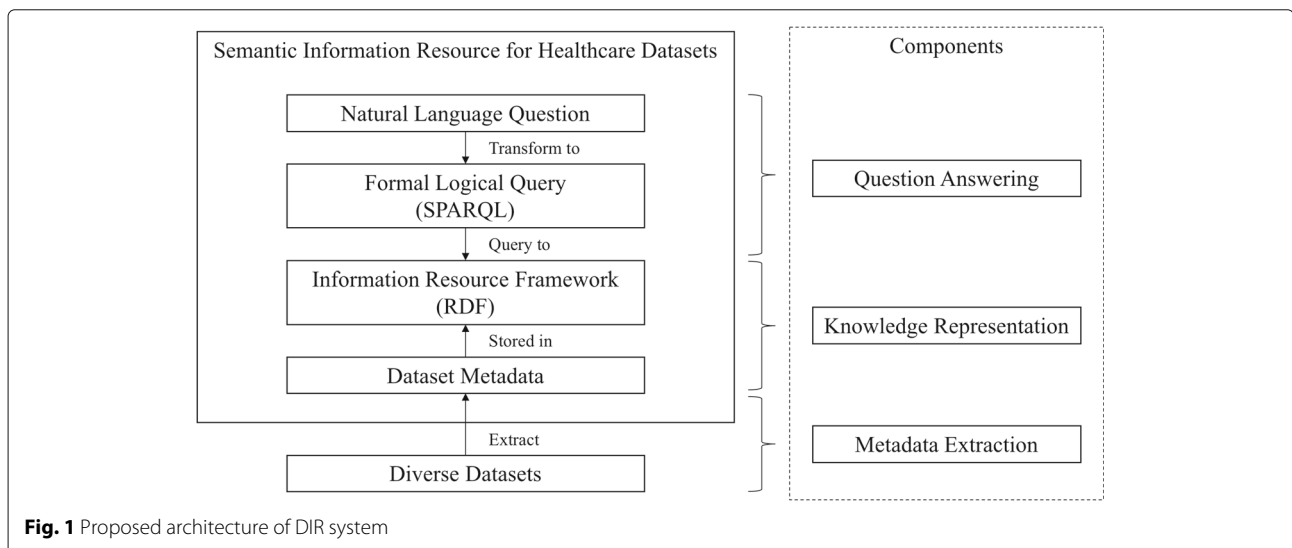 Semantic Information Resource for Healthcare Datasets
Natural Language Question
Transform to
Formal Logical Query
(SPARQL)
Query to
Information Resource Framework
(RDF)
Stored in
Dataset Metadata
Extract
Diverse Datasets
Components
Question Answering
Knowledge Representation
Metadata Extraction
Fig. 1 Proposed architecture of DIR system